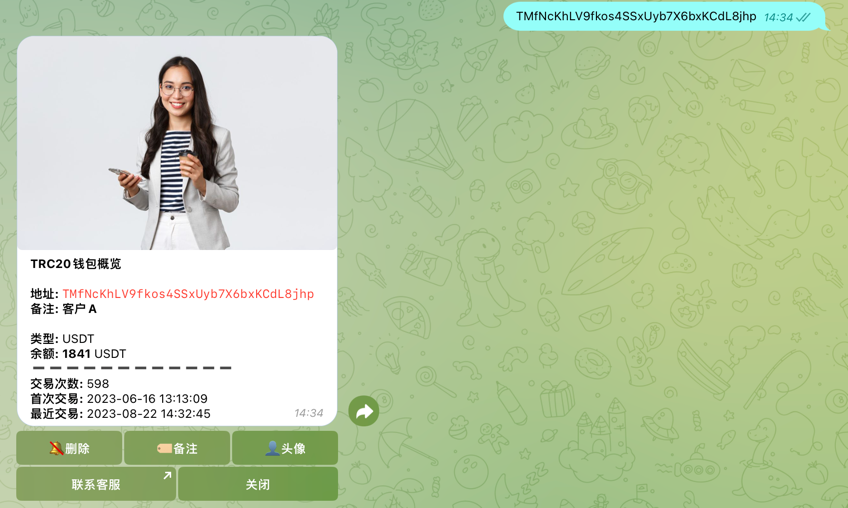 TMfNcKhLV9fkos4SSxUyb7X6bxKCdL8jhp 14:34
TRC20 钱包概览
地址: TMfNcKhLV9fkos4SSxUyb7X6bxKCdL8jhp
备注: 客户 A
类型: USDT
余额: 1841 USDT
交易次数: 598
首次交易: 2023-06-16 13:13:09
最近交易: 2023-08-22 14:32:45 14:34
删除 备注 头像
联系客服 关闭